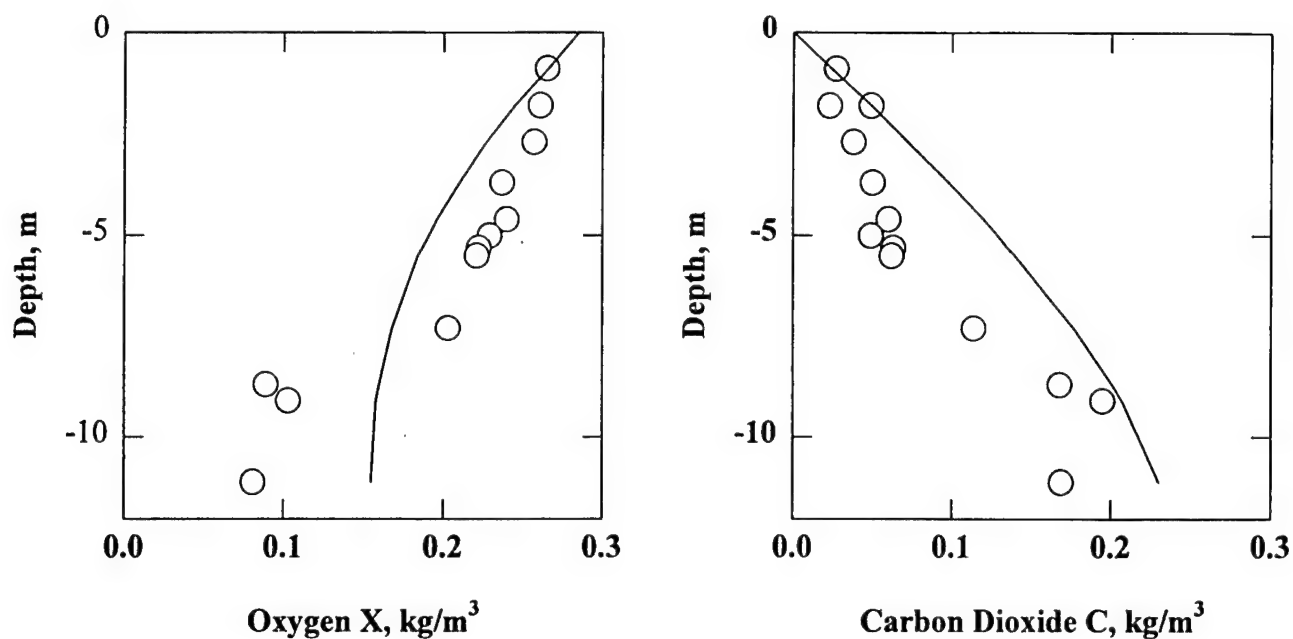 0
-5
-10
Depth, m
0.0 0.1 0.2 0.3
Oxygen X, kg/m³
0
-5
-10
Depth, m
0.0 0.1 0.2 0.3
Carbon Dioxide C, kg/m³